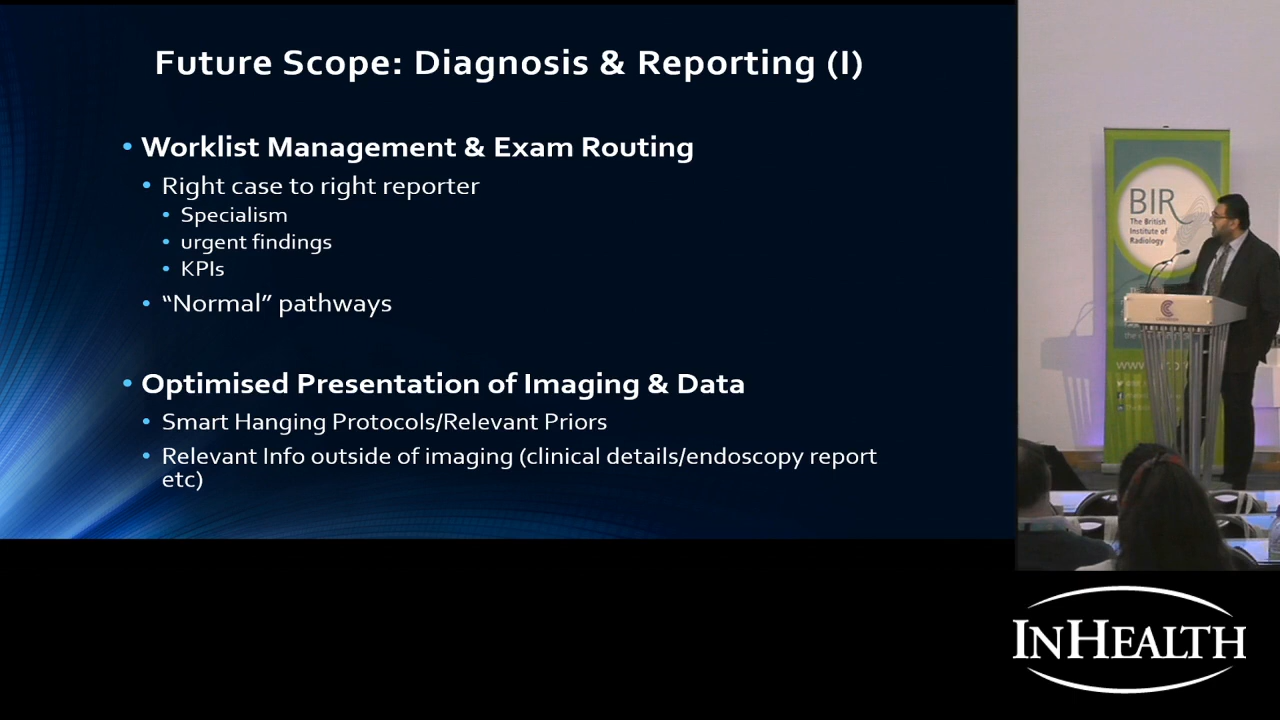 Future Scope: Diagnosis & Reporting (I)
• Worklist Management & Exam Routing
• Right case to right reporter
• Specialism
• urgent findings
• KPIs
• “Normal” pathways
• Optimised Presentation of Imaging & Data
• Smart Hanging Protocols/Relevant Priors
• Relevant Info outside of imaging (clinical details/endoscopy report
etc)
BIR
The British
Institute of
Radiology
INHEALTH